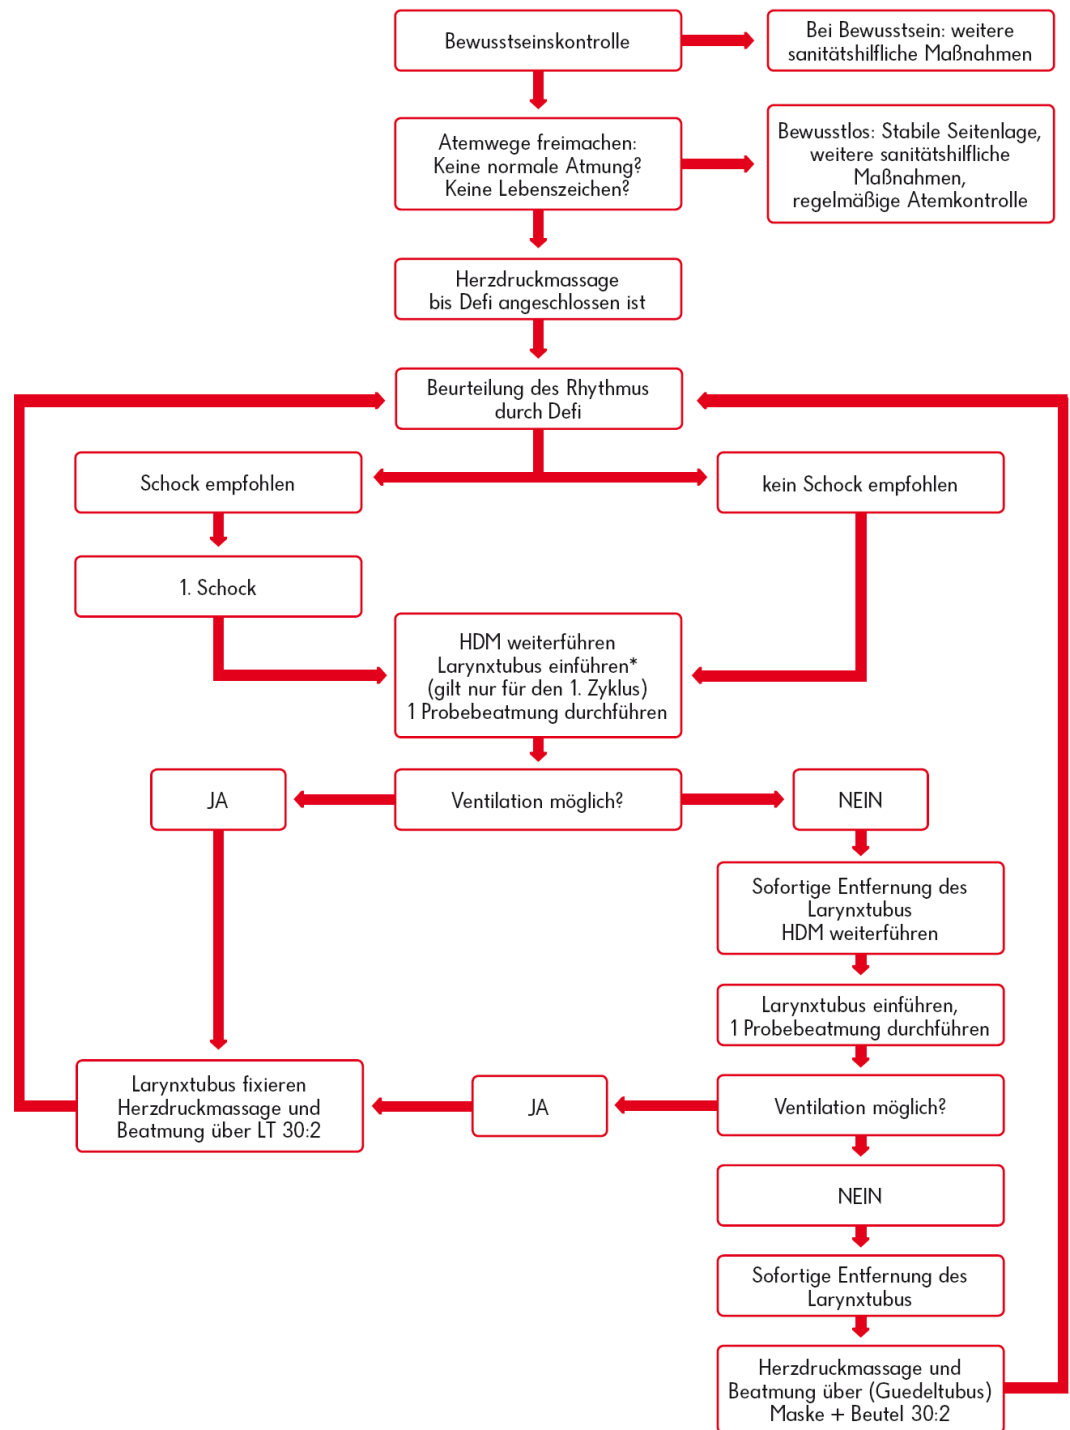 Bewusstseinskontrolle
Bei Bewusstsein: weitere
sanitätshilfliche Maßnahmen
Atemwege freimachen:
Keine normale Atmung?
Keine Lebenszeichen?
Bewusstlos: Stabile Seitenlage,
weitere sanitätshilfliche
Maßnahmen,
regelmäßige Atemkontrolle
Herzdruckmassage
bis Defi angeschlossen ist
Beurteilung des Rhythmus
durch Defi
Schock empfohlen
kein Schock empfohlen
1. Schock
HDM weiterführen
Larynxtubus einführen*
(gilt nur für den 1. Zyklus)
1 Probebeatmung durchführen
JA
Ventilation möglich?
NEIN
Sofortige Entfernung des
Larynxtubus
HDM weiterführen
Larynxtubus einführen,
1 Probebeatmung durchführen
Larynxtubus fixieren
Herzdruckmassage und
Beatmung über LT 30:2
JA
Ventilation möglich?
NEIN
Sofortige Entfernung des
Larynxtubus
Herzdruckmassage und
Beatmung über (Guedeltubus)
Maske + Beutel 30:2